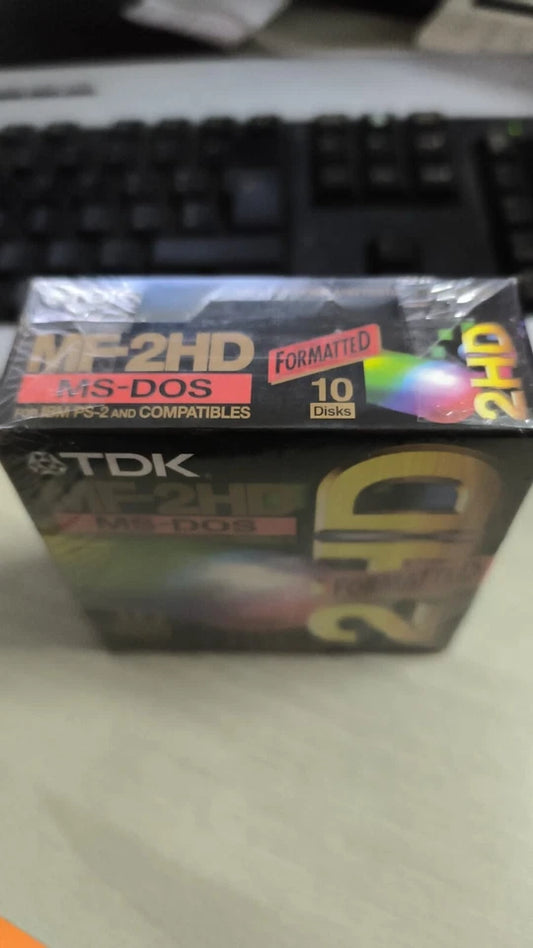 MF-2HD
MS-DOS
FOR IBM PS-2 AND COMPATIBLES
FORMATTED
10
Disks
2HD
TDK
MF-2HD
MS-DOS
2HD
FORMATTED